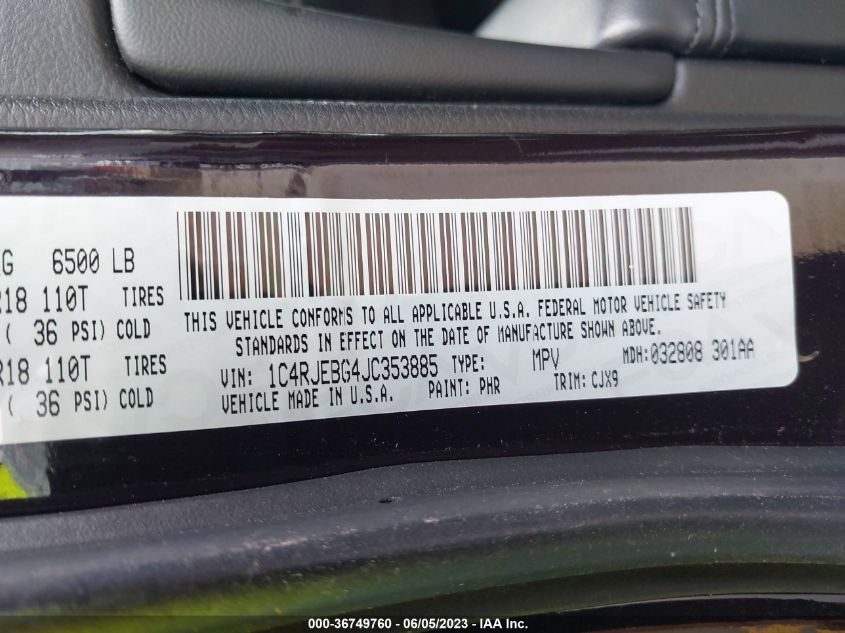 KG 6500 LB
R18 110T TIRES
( 36 PSI) COLD
R18 110T TIRES
( 36 PSI) COLD
THIS VEHICLE CONFORMS TO ALL APPLICABLE U.S.A. FEDERAL MOTOR VEHICLE SAFETY
STANDARDS IN EFFECT ON THE DATE OF MANUFACTURE SHOWN ABOVE.
VIN: 1C4RJEBG4JC353885 TYPE: MPV MDH:032808 301AA
VEHICLE MADE IN U.S.A. PAINT: PHR TRIM: CJX9
000-36749760 - 06/05/2023 - IAA Inc.